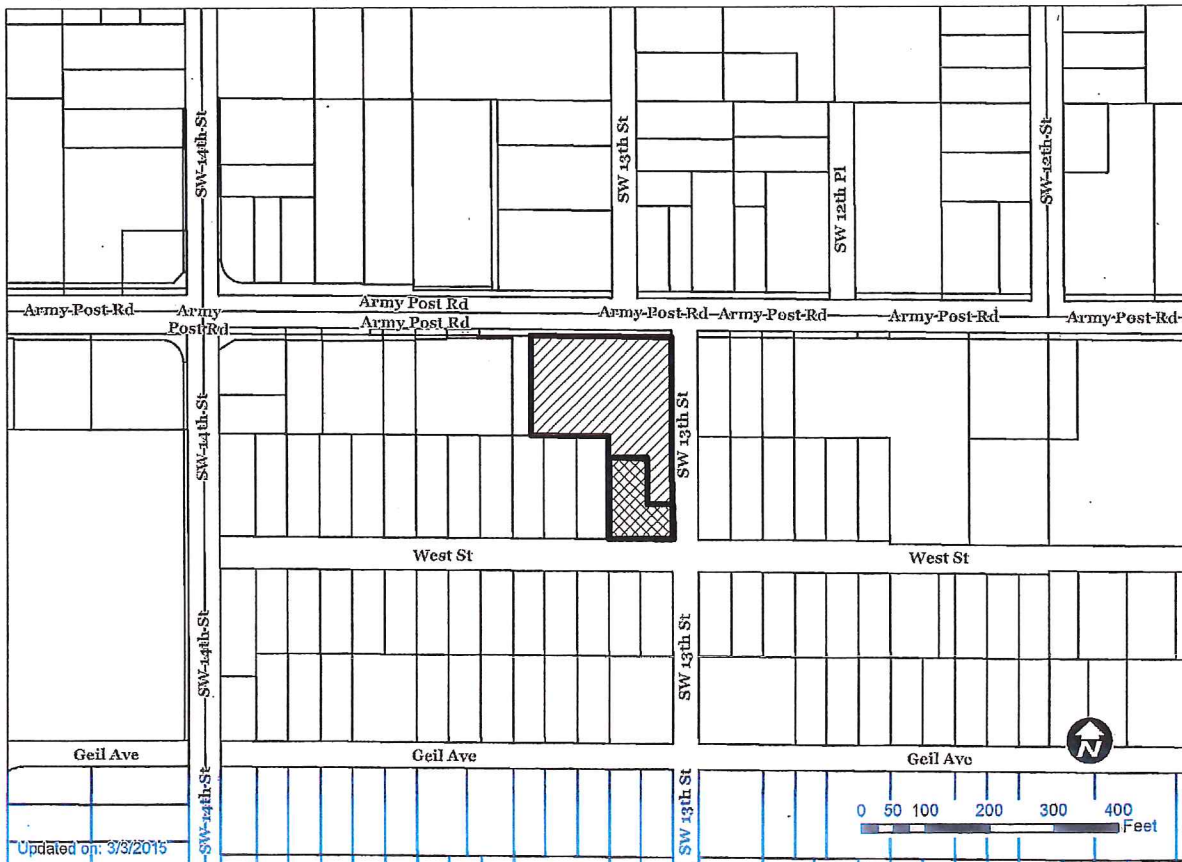 SW 14th St
SW 13th St
SW 12th Pl
SW 12th St
Army Post Rd
Army Post Rd
Army Post Rd
Army Post Rd
Army Post Rd
Army Post Rd
Army Post Rd
Army
Post Rd
SW 14th St
SW 13th St
West St
West St
SW 14th St
SW 13th St
Geil Ave
Geil Ave
Geil Ave
N
SW 14th St
SW 13th St
0 50 100 200 300 400
Feet
Updated on: 3/3/2015